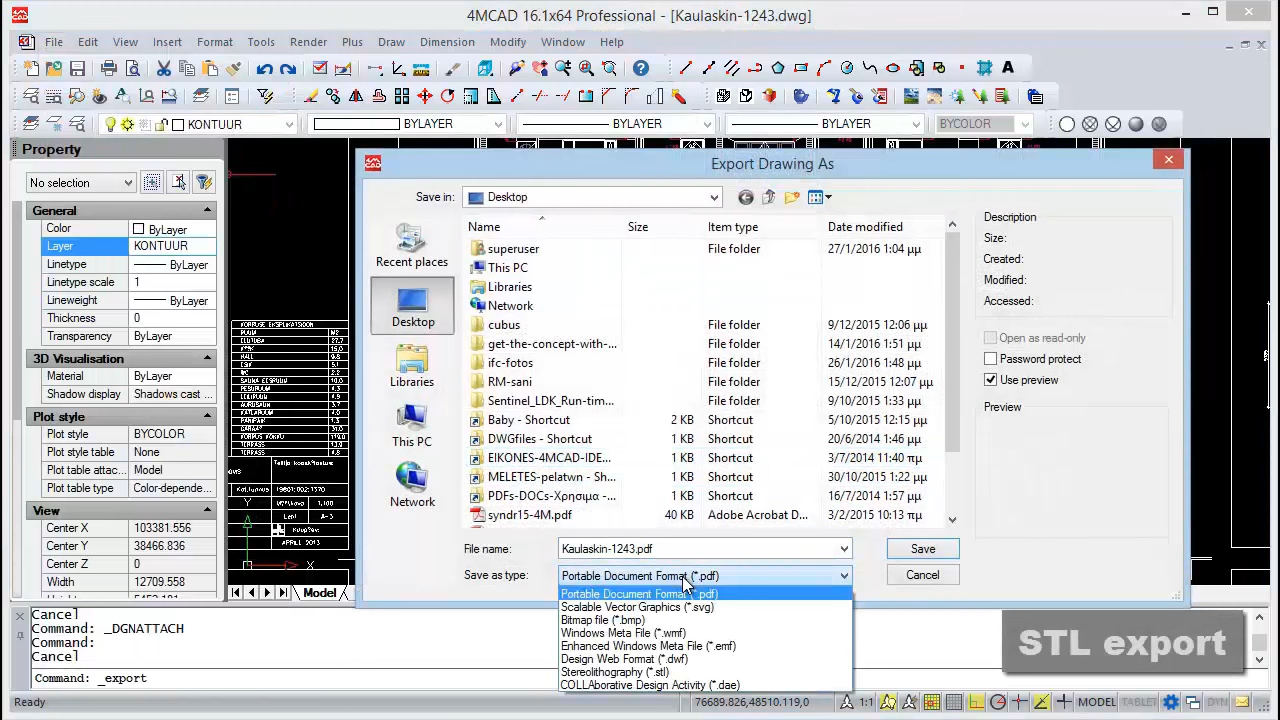 4MCAD 16.1x64 Professional - [Kaulaskin-1243.dwg]
File Edit View Insert Format Tools Render Plus Draw Dimension Modify Window Help
KONTUUR BYLAYER BYLAYER BYLAYER BYCOLOR
Property
No selection
General
Color ByLayer
Layer KONTUUR
Linetype ByLayer
Linetype scale 1
Lineweight ByLayer
Thickness 0
Transparency ByLayer
3D Visualisation
Material ByLayer
Shadow display Shadows cast ...
Plot style
Plot style BYCOLOR
Plot style table None
Plot table attac... Model
Plot table type Color-depende...
View
Center X 103381.556
Center Y 38466.836
Width 12709.558
KORRUSE EKSPLIKATSIOON
APRILL 2013
Y
X
Model
4M CAD
Export Drawing As
Save in: Desktop
Recent places
Desktop
Libraries
This PC
Network
Name Size Item type Date modified
superuser File folder 27/1/2016 1:04 μμ
This PC
Libraries
Network
cubus File folder 9/12/2015 12:06 μμ
get-the-concept-with-... File folder 14/1/2016 1:51 μμ
ifc-fotos File folder 26/1/2016 1:48 μμ
RM-sani File folder 15/12/2015 12:07 μμ
Sentinel_LDK_Run-tim... File folder 9/10/2015 1:33 μμ
Baby - Shortcut 2 KB Shortcut 5/10/2015 12:15 μμ
DWGfiles - Shortcut 1 KB Shortcut 20/6/2014 1:46 μμ
EIKONES-4MCAD-IDE... 1 KB Shortcut 3/7/2014 11:40 πμ
MELETES-pelatwn - Sh... 1 KB Shortcut 30/10/2015 1:22 μμ
PDFs-DOCs-Χρησιμα - ... 1 KB Shortcut 16/7/2014 1:57 μμ
syndr15-4M.pdf 40 KB Adobe Acrobat D... 3/2/2015 10:13 πμ
File name: Kaulaskin-1243.pdf Save
Save as type: Portable Document Format (*.pdf) Cancel
Portable Document Format (*.pdf)
Scalable Vector Graphics (*.svg)
Bitmap file (*.bmp)
Windows Meta File (*.wmf)
Enhanced Windows Meta File (*.emf)
Design Web Format (*.dwf)
Stereolithography (*.stl)
COLLAborative Design Activity (*.dae)
Description
Size:
Created:
Modified:
Accessed:
Open as read-only
Password protect
Use preview
Preview
Cancel
Command: _DGNATTACH
Command:
Cancel
Command: _export
STL export
Ready 76689.826,48510.119,0 1:1 MODEL TABLET DYN